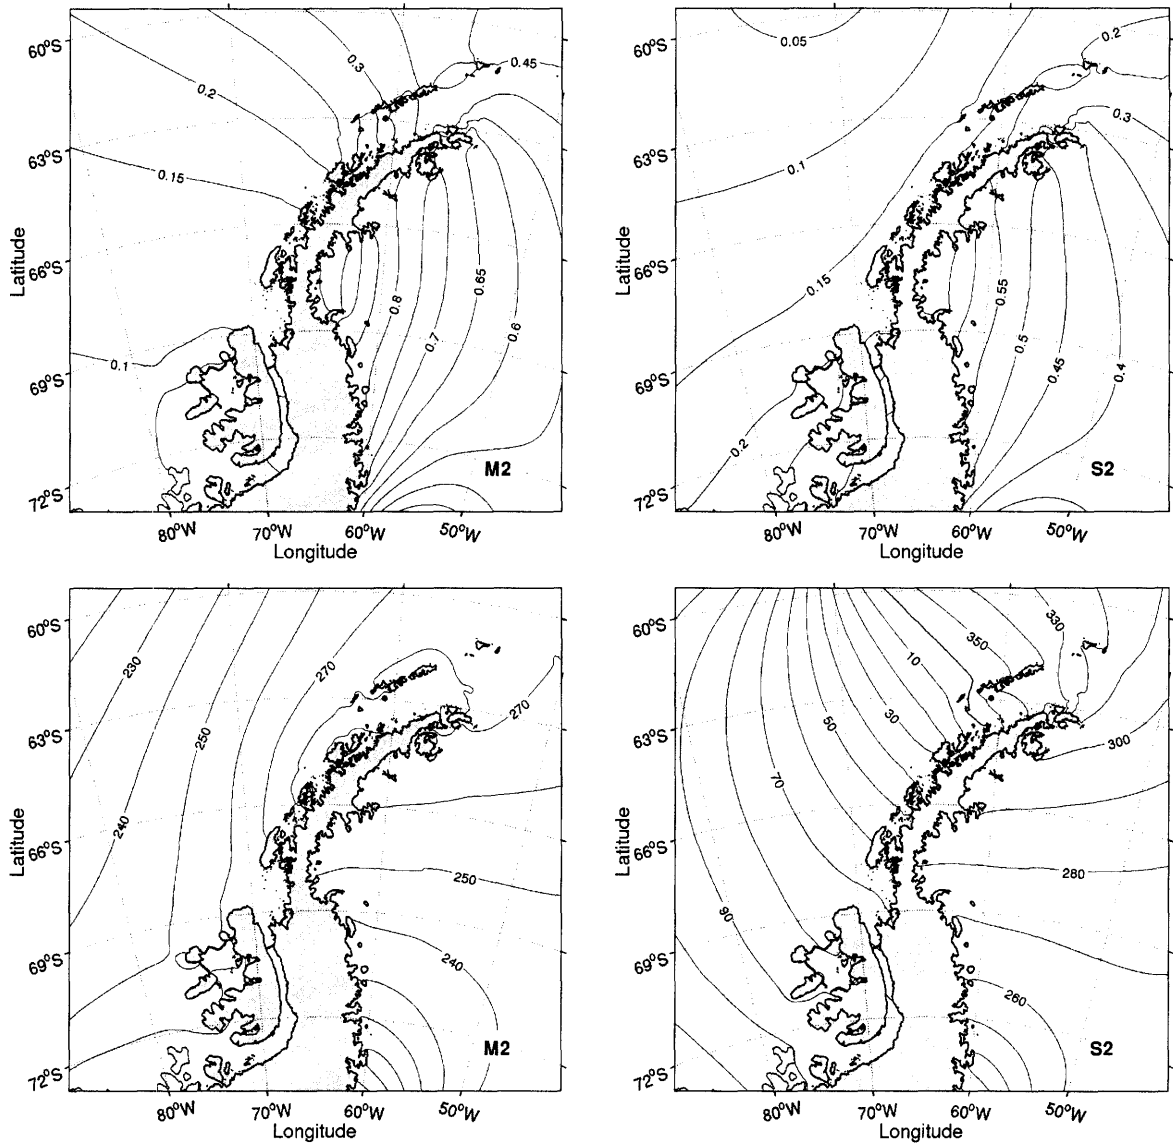 60°S
63°S
66°S
69°S
72°S
Latitude
80°W
70°W
60°W
50°W
Longitude
0.3
0.45
0.2
0.15
0.65
0.8
0.7
0.6
0.1
M2
60°S
63°S
66°S
69°S
72°S
Latitude
80°W
70°W
60°W
50°W
Longitude
0.05
0.2
0.3
0.1
0.15
0.55
0.5
0.45
0.4
0.2
S2
60°S
63°S
66°S
69°S
72°S
Latitude
80°W
70°W
60°W
50°W
Longitude
230
270
250
270
240
250
240
M2
60°S
63°S
66°S
69°S
72°S
Latitude
80°W
70°W
60°W
50°W
Longitude
330
350
10
30
50
300
70
280
90
260
S2